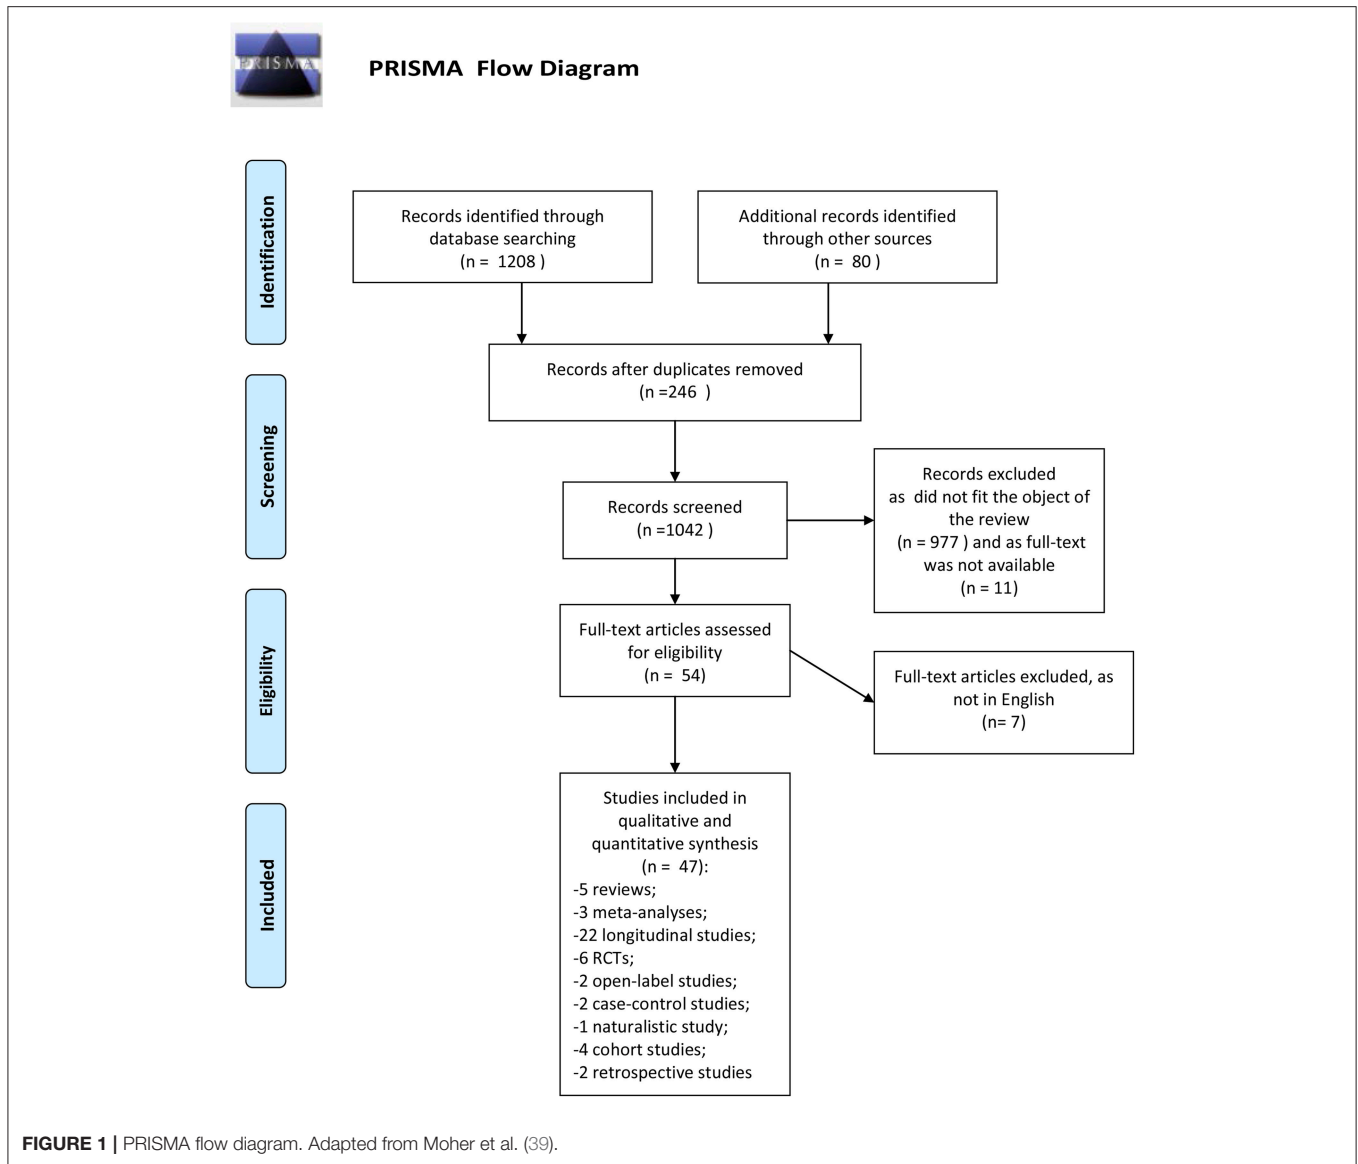 PRISMA
PRISMA Flow Diagram
Identification
Records identified through
database searching
(n = 1208 )
Additional records identified
through other sources
(n = 80 )
Records after duplicates removed
(n =246 )
Screening
Records screened
(n =1042 )
Records excluded
as did not fit the object of
the review
(n = 977 ) and as full-text
was not available
(n = 11)
Eligibility
Full-text articles assessed
for eligibility
(n = 54)
Full-text articles excluded, as
not in English
(n= 7)
Included
Studies included in
qualitative and
quantitative synthesis
(n = 47):
-5 reviews;
-3 meta-analyses;
-22 longitudinal studies;
-6 RCTs;
-2 open-label studies;
-2 case-control studies;
-1 naturalistic study;
-4 cohort studies;
-2 retrospective studies
FIGURE 1 | PRISMA flow diagram. Adapted from Moher et al. (39).